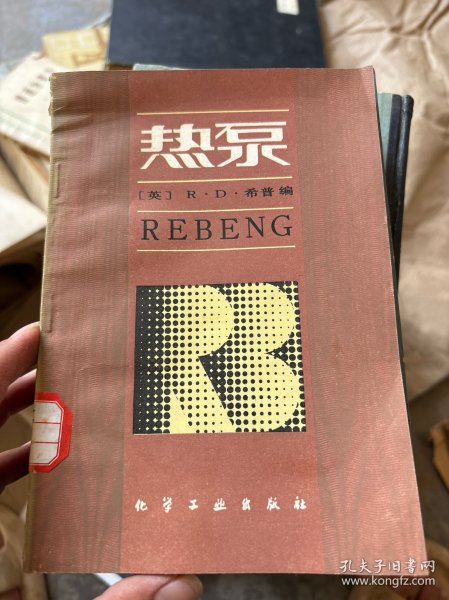 热泵
[英] R·D·希普编
REBENG
RB
化学工业出版社
孔夫子旧书网
www.kongfz.com